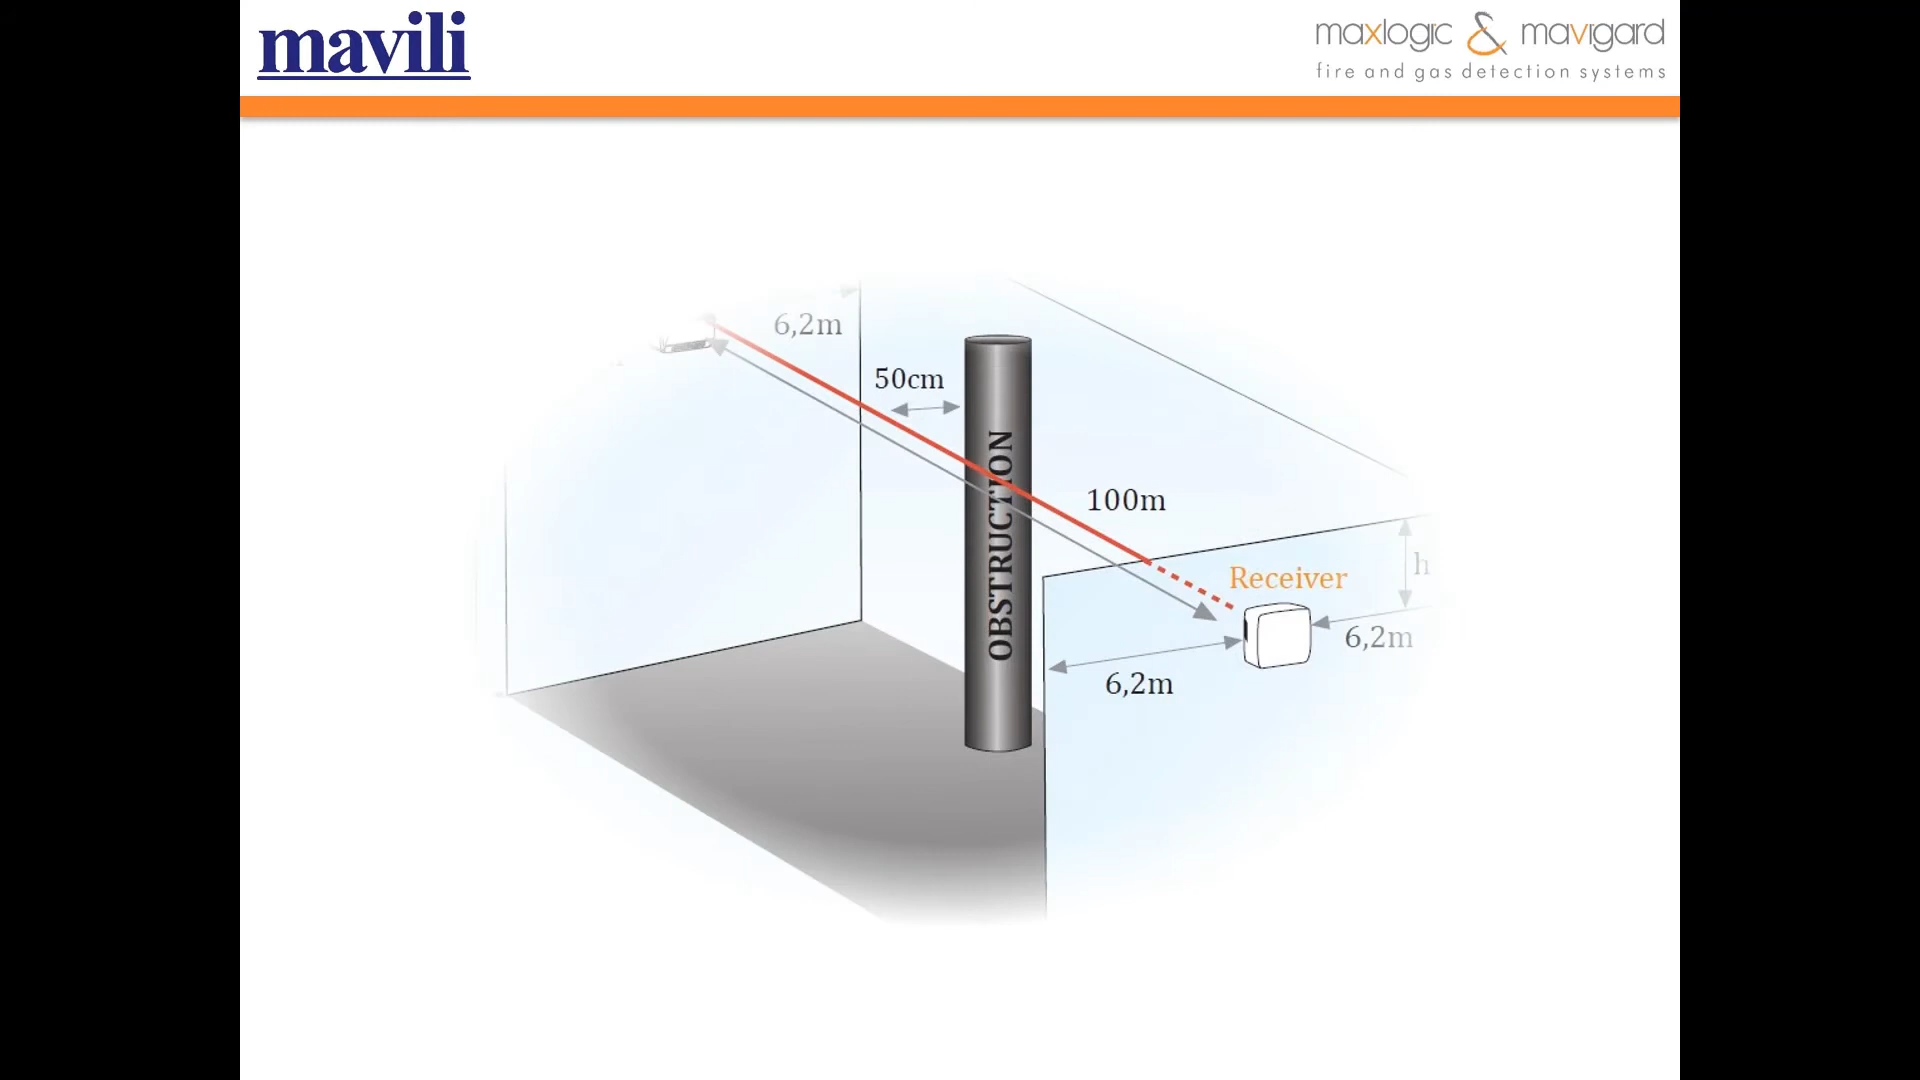 mavili
maxlogic & mavigard
fire and gas detection systems
6,2m
50cm
OBSTRUCTION
100m
h
Receiver
6,2m
6,2m